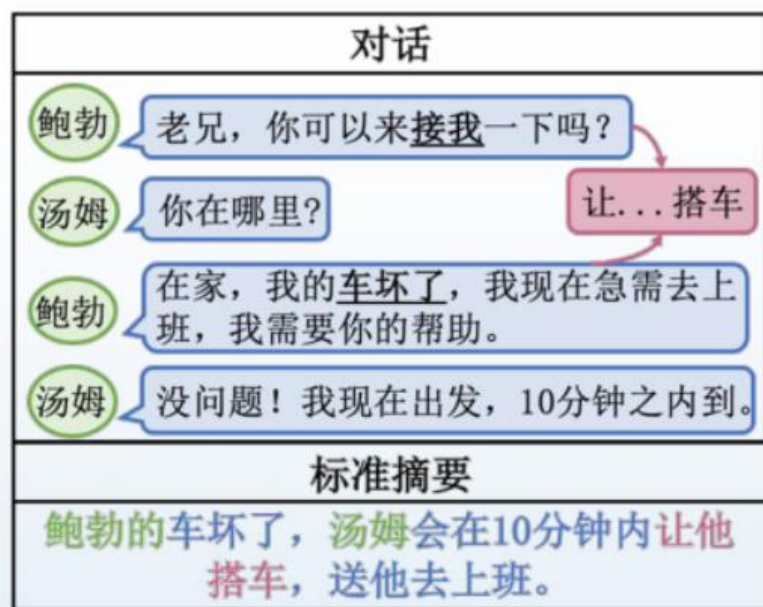 对话
鲍勃
老兄，你可以来接我一下吗？
汤姆
你在哪里?
让...搭车
鲍勃
在家，我的车坏了，我现在急需去上
班，我需要你的帮助。
汤姆
没问题！我现在出发，10分钟之内到。
标准摘要
鲍勃的车坏了，汤姆会在10分钟内让他
搭车，送他去上班。